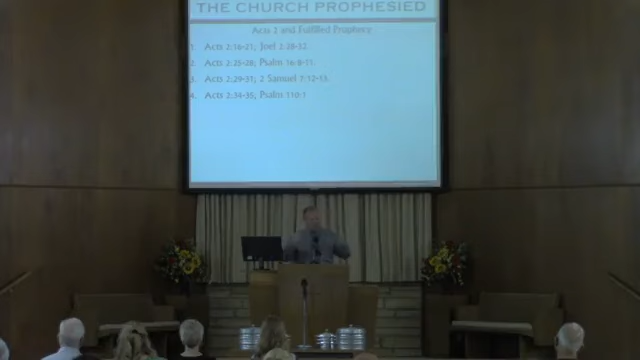 THE CHURCH PROPHESIED
Acts 2 and Fulfilled Prophecy
1. Acts 2:16-21; Joel 2:28-32
2. Acts 2:25-28; Psalm 16:8-11
3. Acts 2:29-31; 2 Samuel 7:12-13
4. Acts 2:34-35; Psalm 110:1